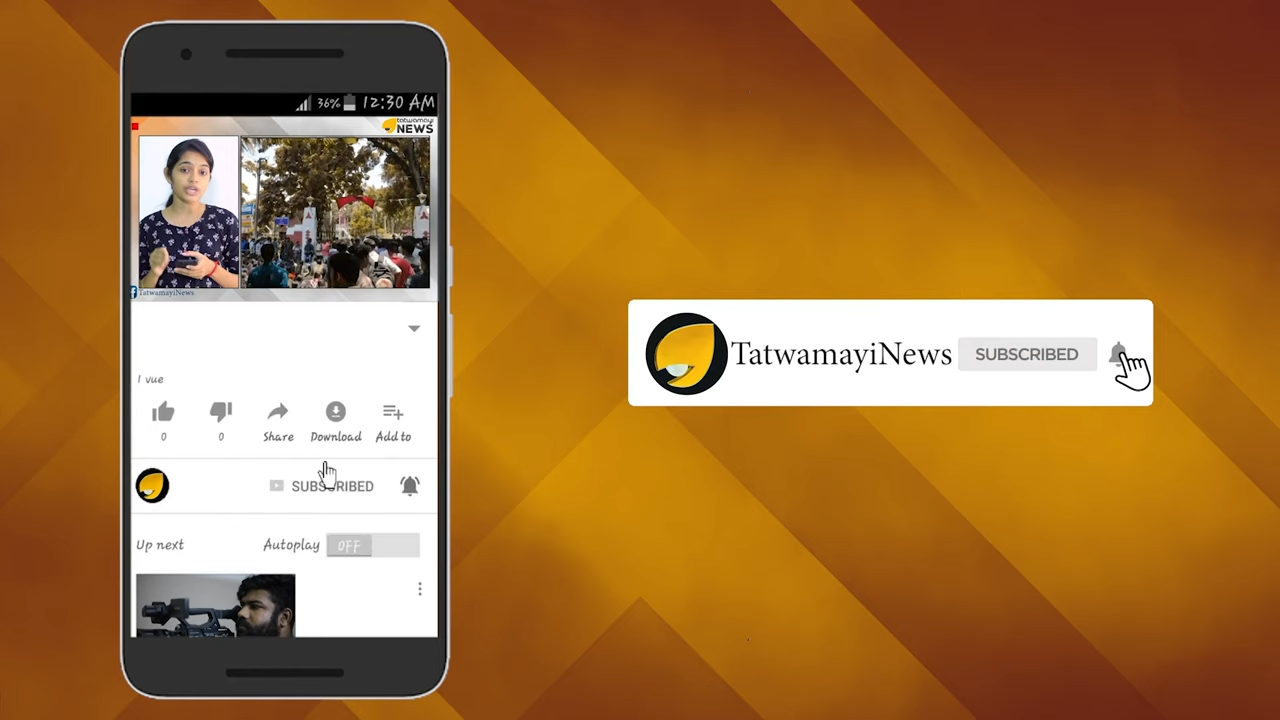 36% 12:30 AM
tatwamayi
NEWS
TatwamayiNews
1 vue
0 0 Share Download Add to
SUBSCRIBED
Up next Autoplay OFF
TatwamayiNews SUBSCRIBED